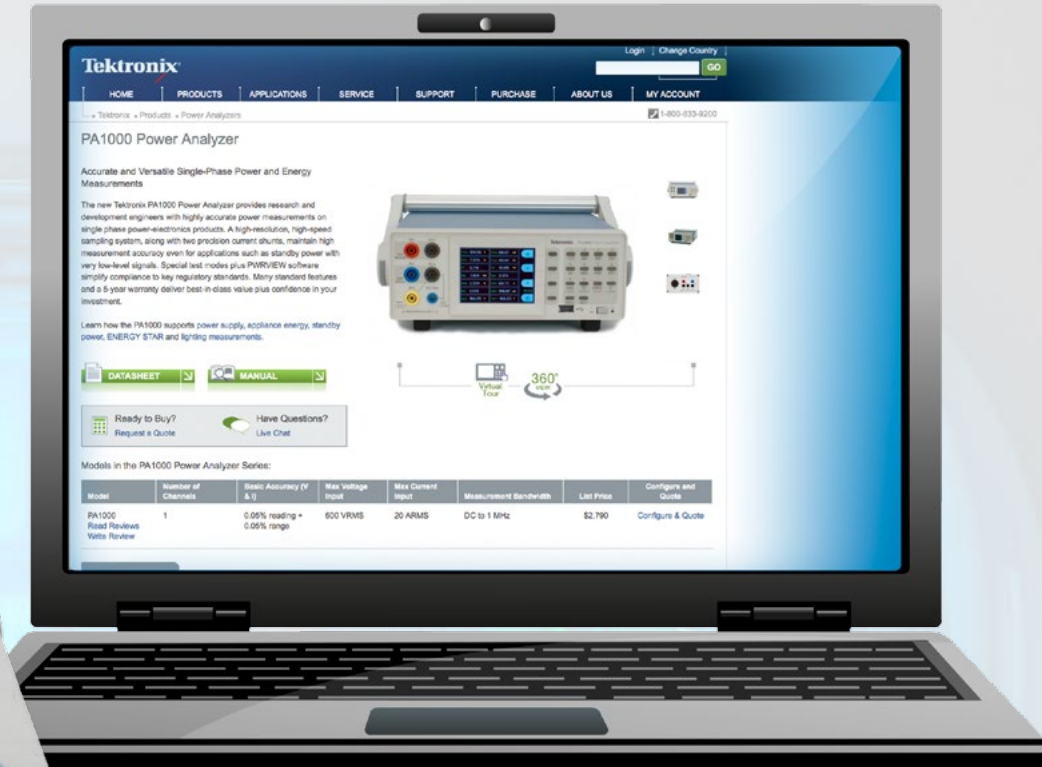 Login | Change Country
Tektronix
GO
HOME PRODUCTS APPLICATIONS SERVICE SUPPORT PURCHASE ABOUT US MY ACCOUNT
Tektronix Products Power Analyzers
1-800-833-9200
PA1000 Power Analyzer
Accurate and Versatile Single-Phase Power and Energy
Measurements
The new Tektronix PA1000 Power Analyzer provides research and
development engineers with highly accurate power measurements on
single phase power-electronics products. A high-resolution, high-speed
sampling system, along with two precision current shunts, maintain high
measurement accuracy even for applications such as standby power with
very low-level signals. Special test modes plus PWRVIEW software
simplify compliance to key regulatory standards. Many standard features
and a 5-year warranty deliver best-in-class value plus confidence in your
investment.
Learn how the PA1000 supports power supply, appliance energy, standby
power, ENERGY STAR and lighting measurements.
DATASHEET
MANUAL
Virtual
Tour
360°
VIEW
Ready to Buy?
Request a Quote
Have Questions?
Live Chat
Models in the PA1000 Power Analyzer Series:
Model Number of Channels Basic Accuracy (V & I) Max Voltage Input Max Current Input Measurement Bandwidth List Price Configure and Quote
PA1000 1 0.05% reading + 600 VRMS 20 ARMS DC to 1 MHz $2,790 Configure & Quote
Read Reviews 0.05% range
Write Review